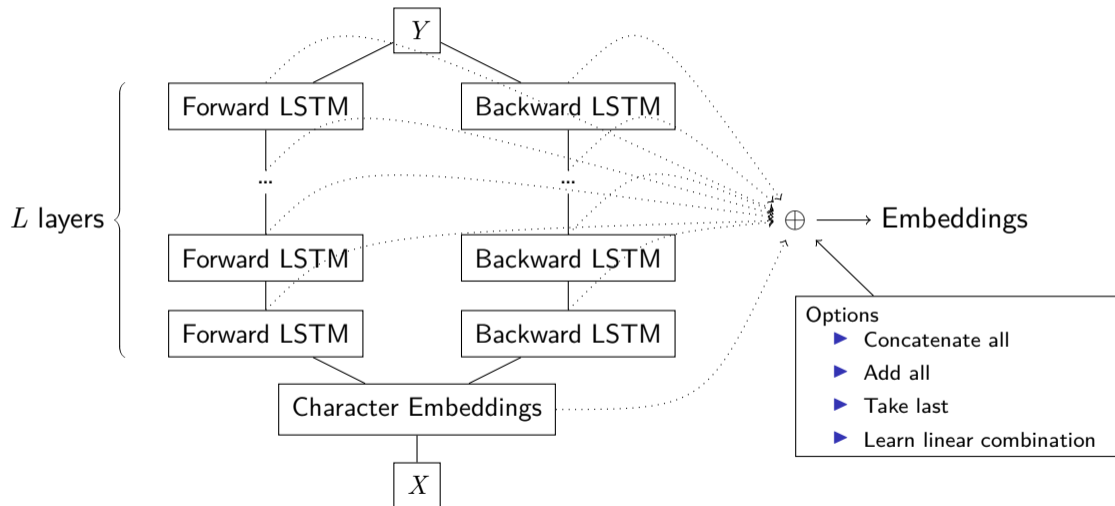 Y
Forward LSTM
Backward LSTM
...
...
L layers
⊕
Embeddings
Forward LSTM
Backward LSTM
Forward LSTM
Backward LSTM
Options
Concatenate all
Add all
Take last
Learn linear combination
Character Embeddings
X